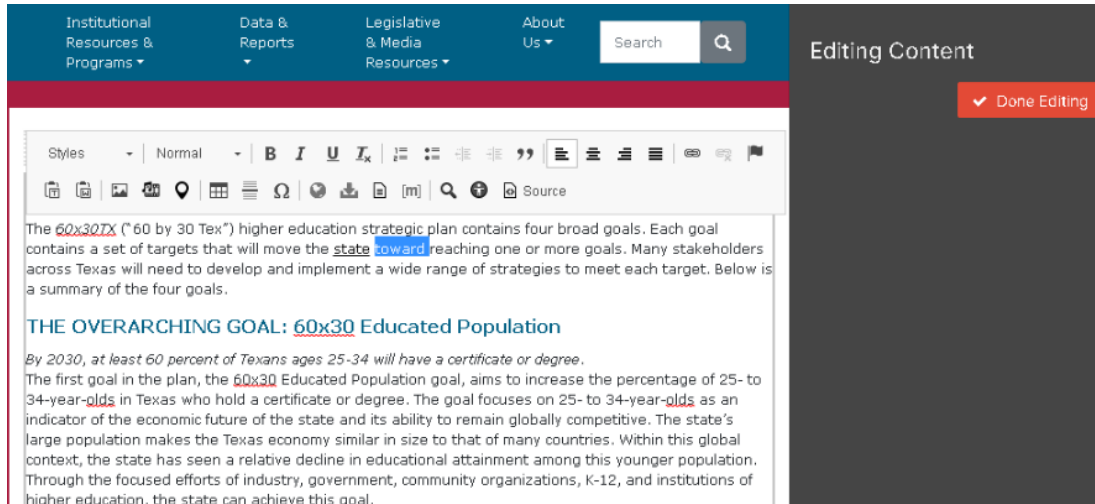 Institutional Resources & Programs
Data & Reports
Legislative & Media Resources
About Us
Search
Editing Content
Done Editing
Styles
Normal
B I U Tx
Ω
[m]
Source
The 60x30TX (“60 by 30 Tex”) higher education strategic plan contains four broad goals. Each goal
contains a set of targets that will move the state toward reaching one or more goals. Many stakeholders
across Texas will need to develop and implement a wide range of strategies to meet each target. Below is
a summary of the four goals.
THE OVERARCHING GOAL: 60x30 Educated Population
By 2030, at least 60 percent of Texans ages 25-34 will have a certificate or degree.
The first goal in the plan, the 60x30 Educated Population goal, aims to increase the percentage of 25- to
34-year-olds in Texas who hold a certificate or degree. The goal focuses on 25- to 34-year-olds as an
indicator of the economic future of the state and its ability to remain globally competitive. The state’s
large population makes the Texas economy similar in size to that of many countries. Within this global
context, the state has seen a relative decline in educational attainment among this younger population.
Through the focused efforts of industry, government, community organizations, K-12, and institutions of
higher education, the state can achieve this goal.